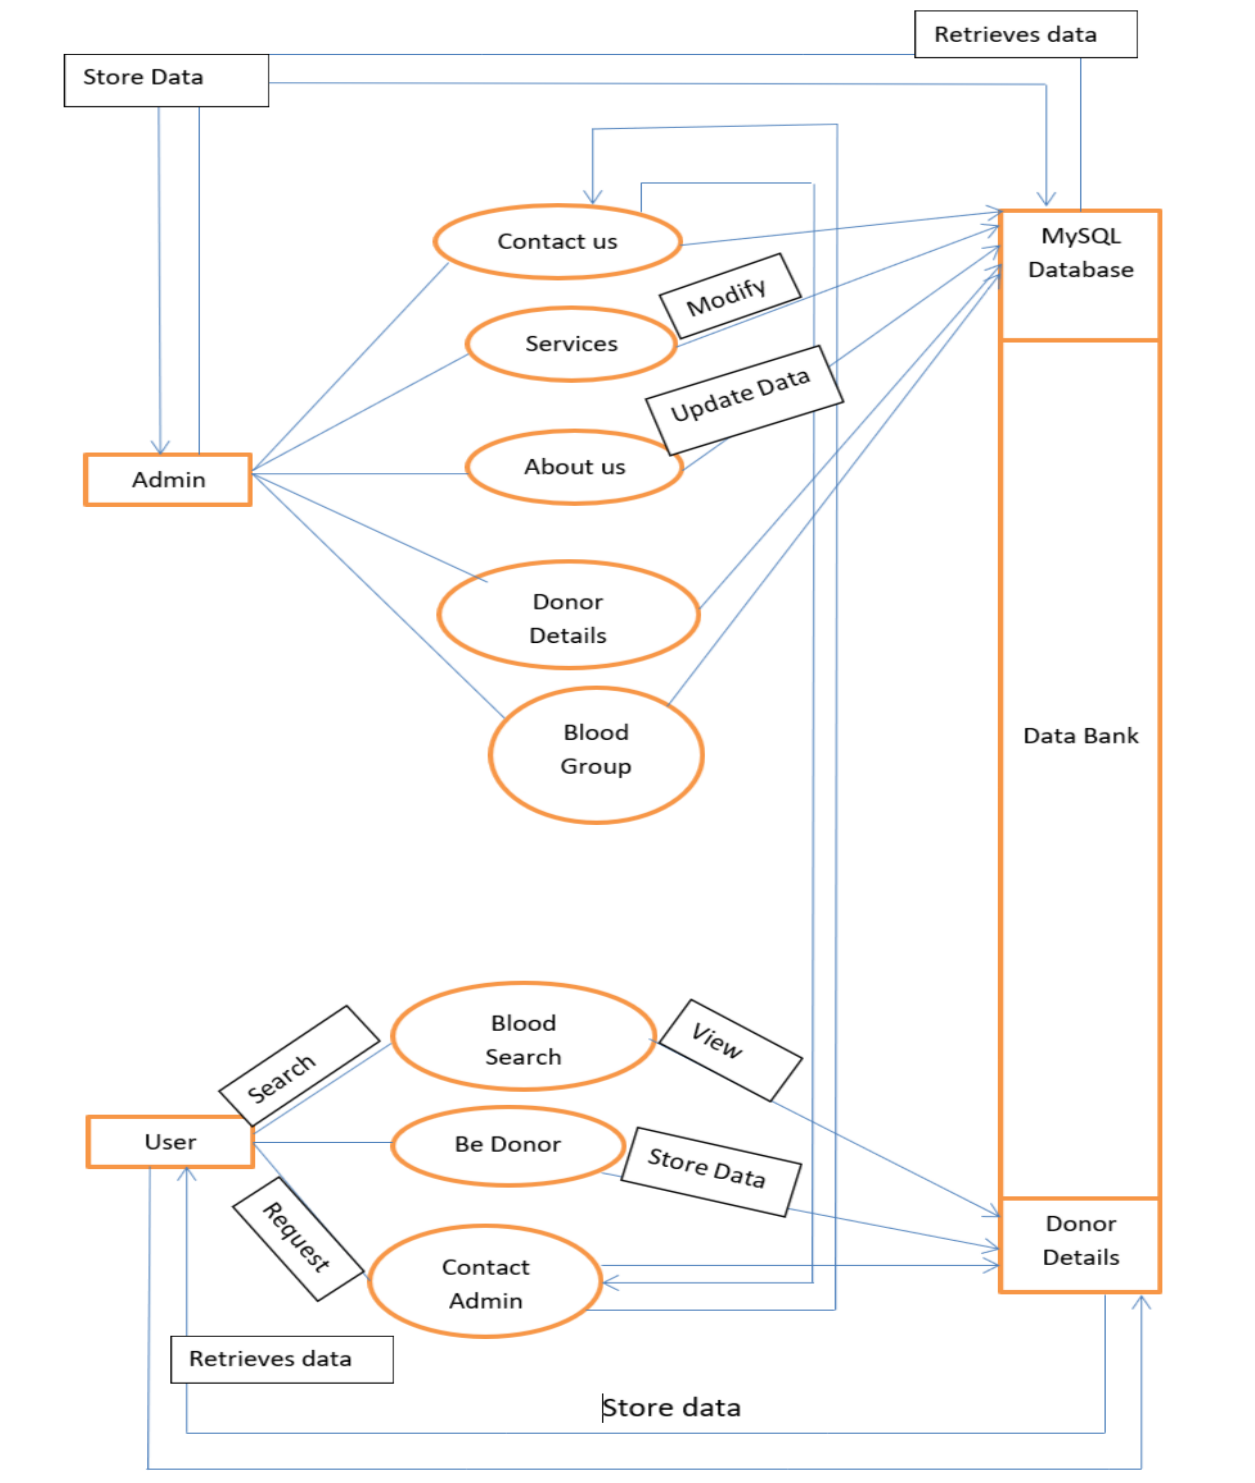 Retrieves data
Store Data
Contact us
MySQL
Database
Modify
Services
Update Data
About us
Admin
Donor
Details
Blood
Group
Data Bank
Blood
Search
View
Search
User
Be Donor
Store Data
Request
Contact
Admin
Donor
Details
Retrieves data
Store data